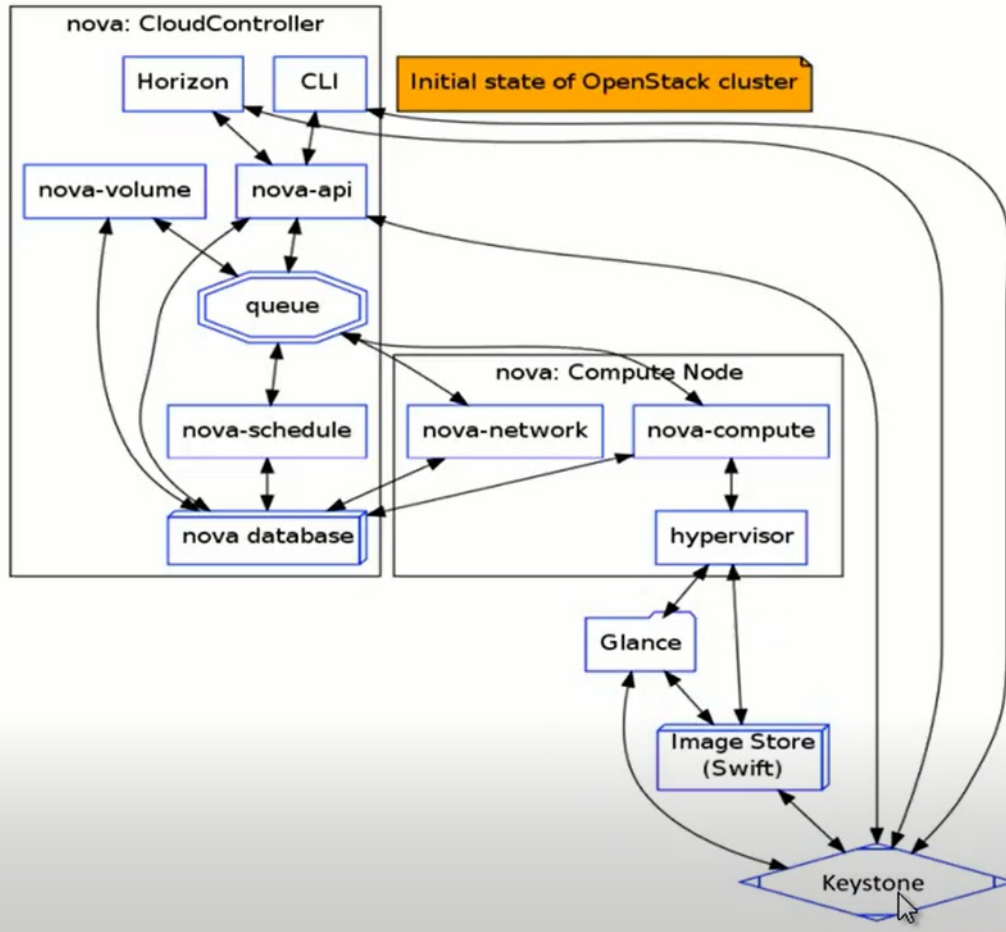 nova: CloudController
Horizon
CLI
Initial state of OpenStack cluster
nova-volume
nova-api
queue
nova: Compute Node
nova-schedule
nova-network
nova-compute
nova database
hypervisor
Glance
Image Store
(Swift)
Keystone